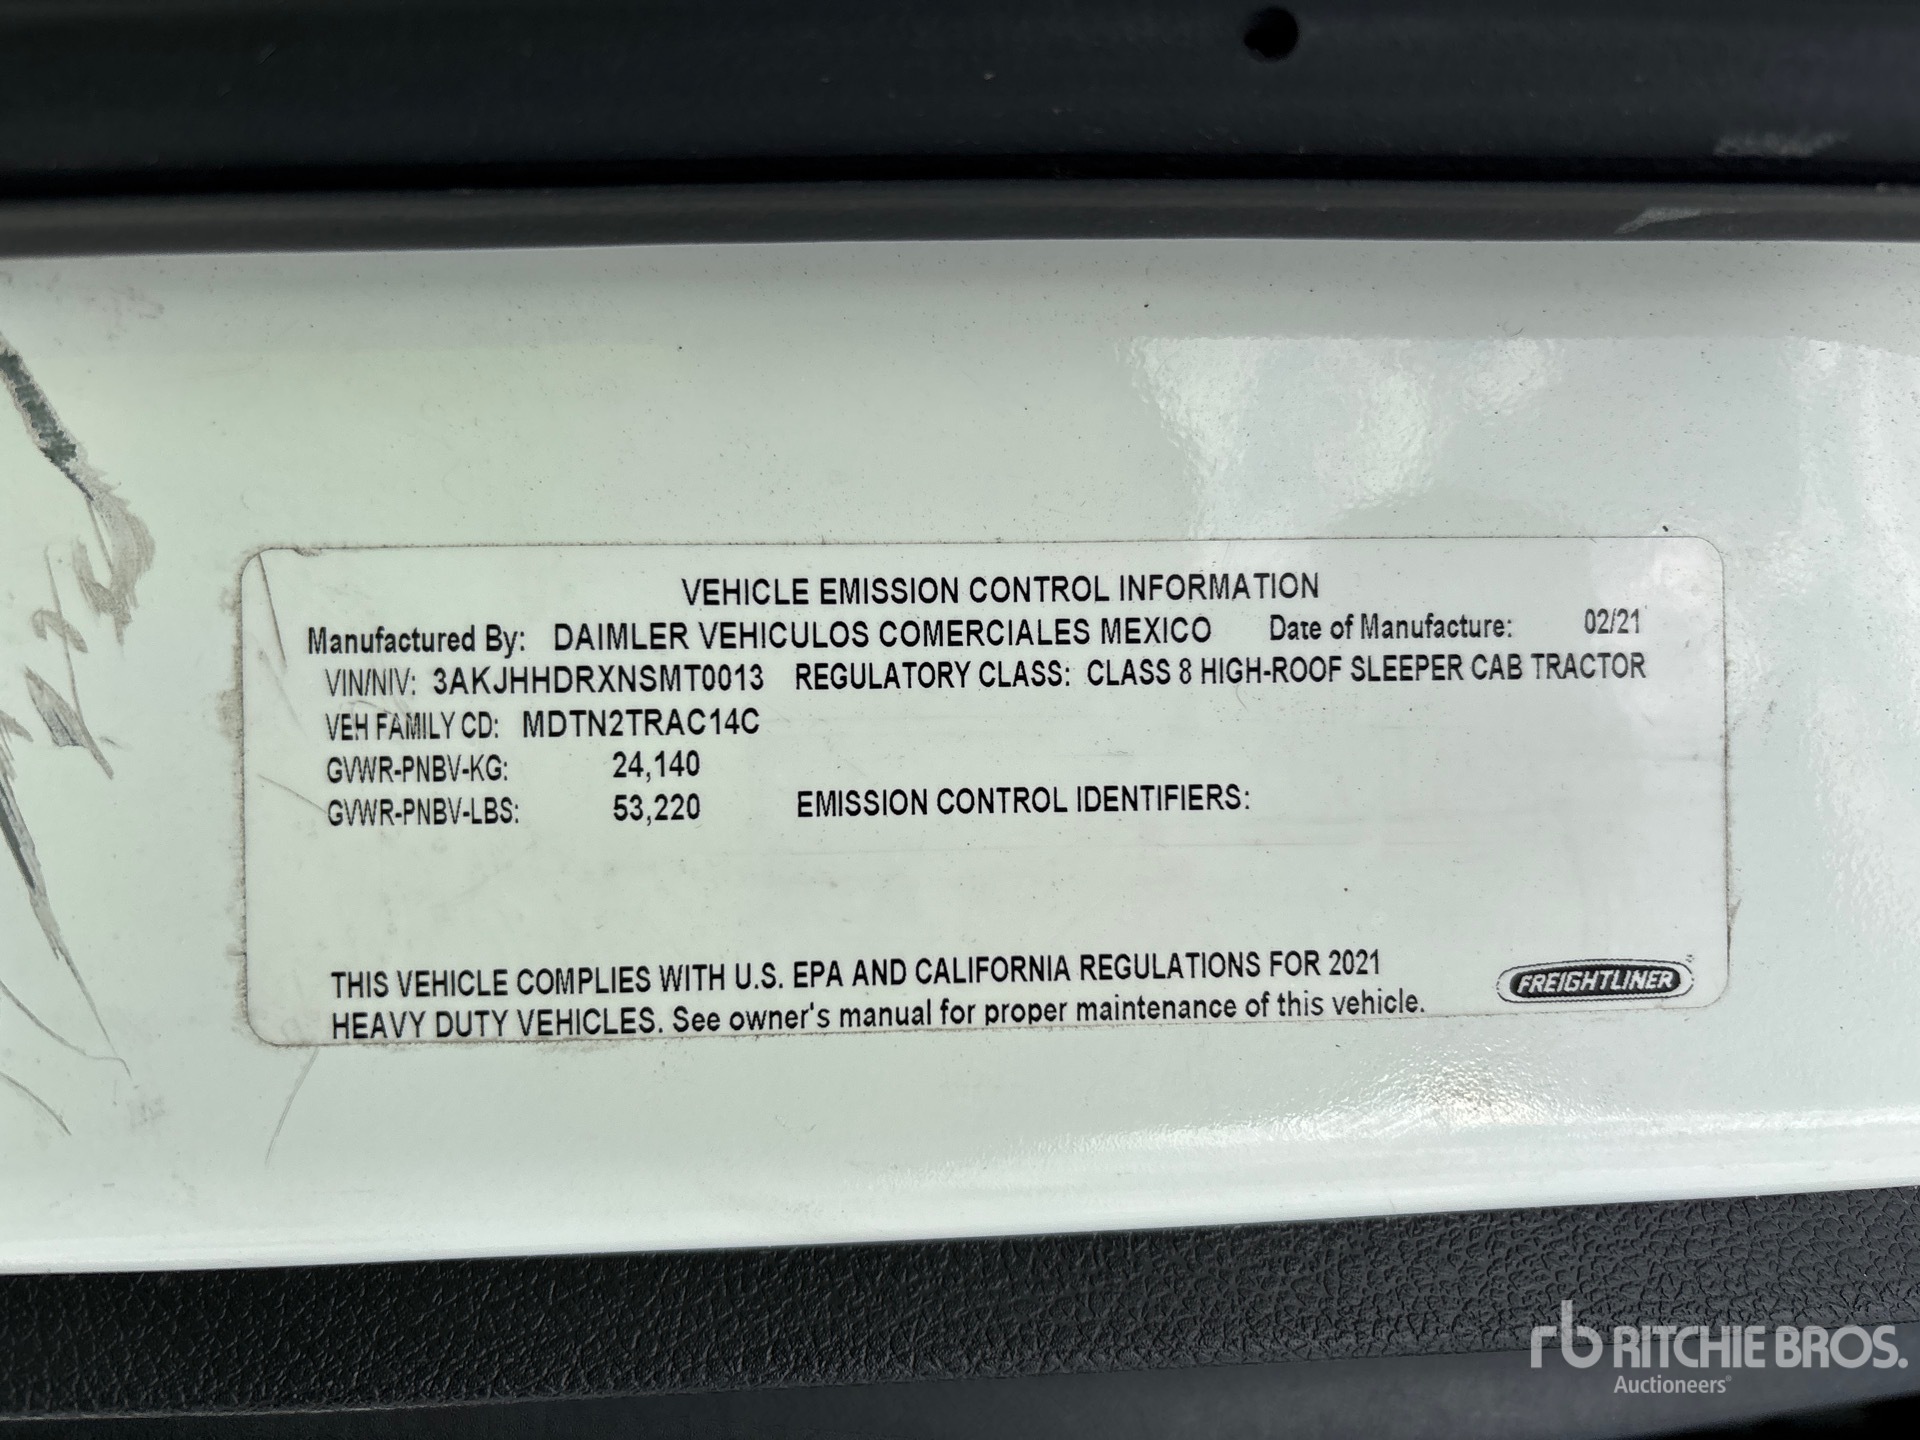 VEHICLE EMISSION CONTROL INFORMATION
Manufactured By: DAIMLER VEHICULOS COMERCIALES MEXICO Date of Manufacture: 02/21
VIN/NIV: 3AKJHHDRXNSMT0013 REGULATORY CLASS: CLASS 8 HIGH-ROOF SLEEPER CAB TRACTOR
VEH FAMILY CD: MDTN2TRAC14C
GVWR-PNBV-KG: 24,140
GVWR-PNBV-LBS: 53,220 EMISSION CONTROL IDENTIFIERS:
THIS VEHICLE COMPLIES WITH U.S. EPA AND CALIFORNIA REGULATIONS FOR 2021
HEAVY DUTY VEHICLES. See owner's manual for proper maintenance of this vehicle.
FREIGHTLINER
rb RITCHIE BROS.
Auctioneers